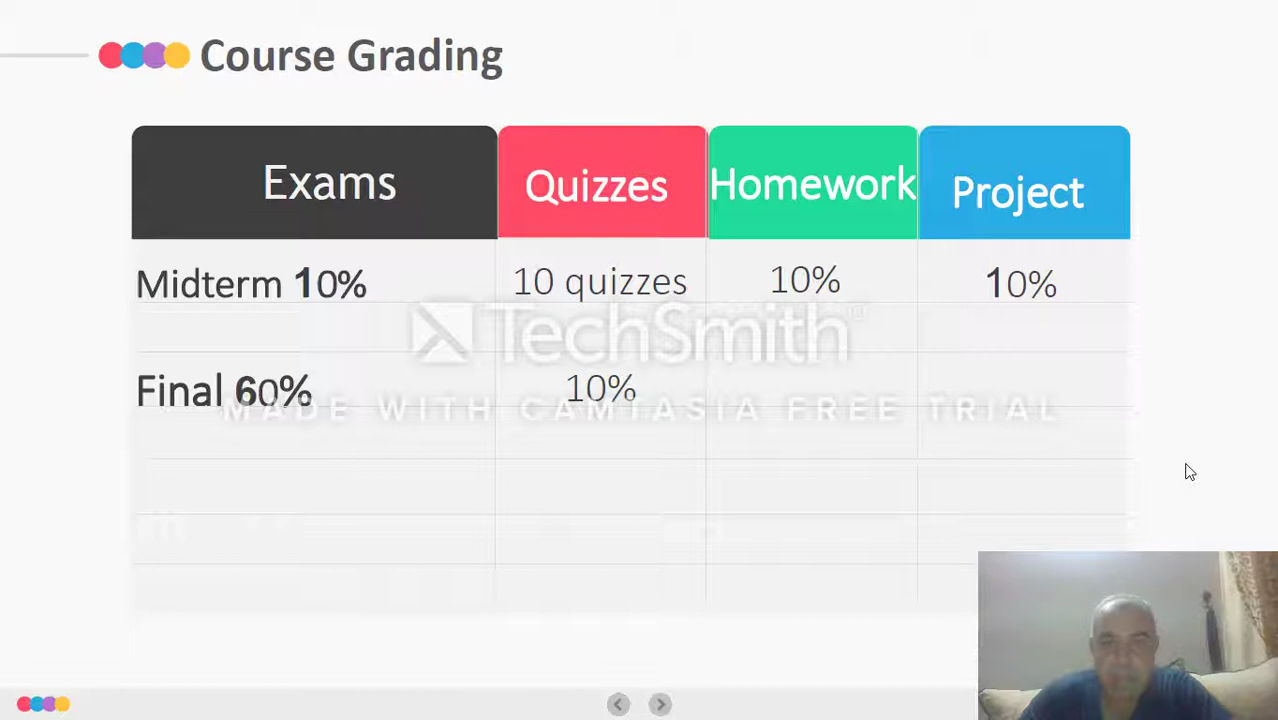 Course Grading
Exams Quizzes Homework Project
Midterm 10% 10 quizzes 10% 10%
TechSmith
Final 60% 10%
MADE WITH CAMTASIA FREE TRIAL